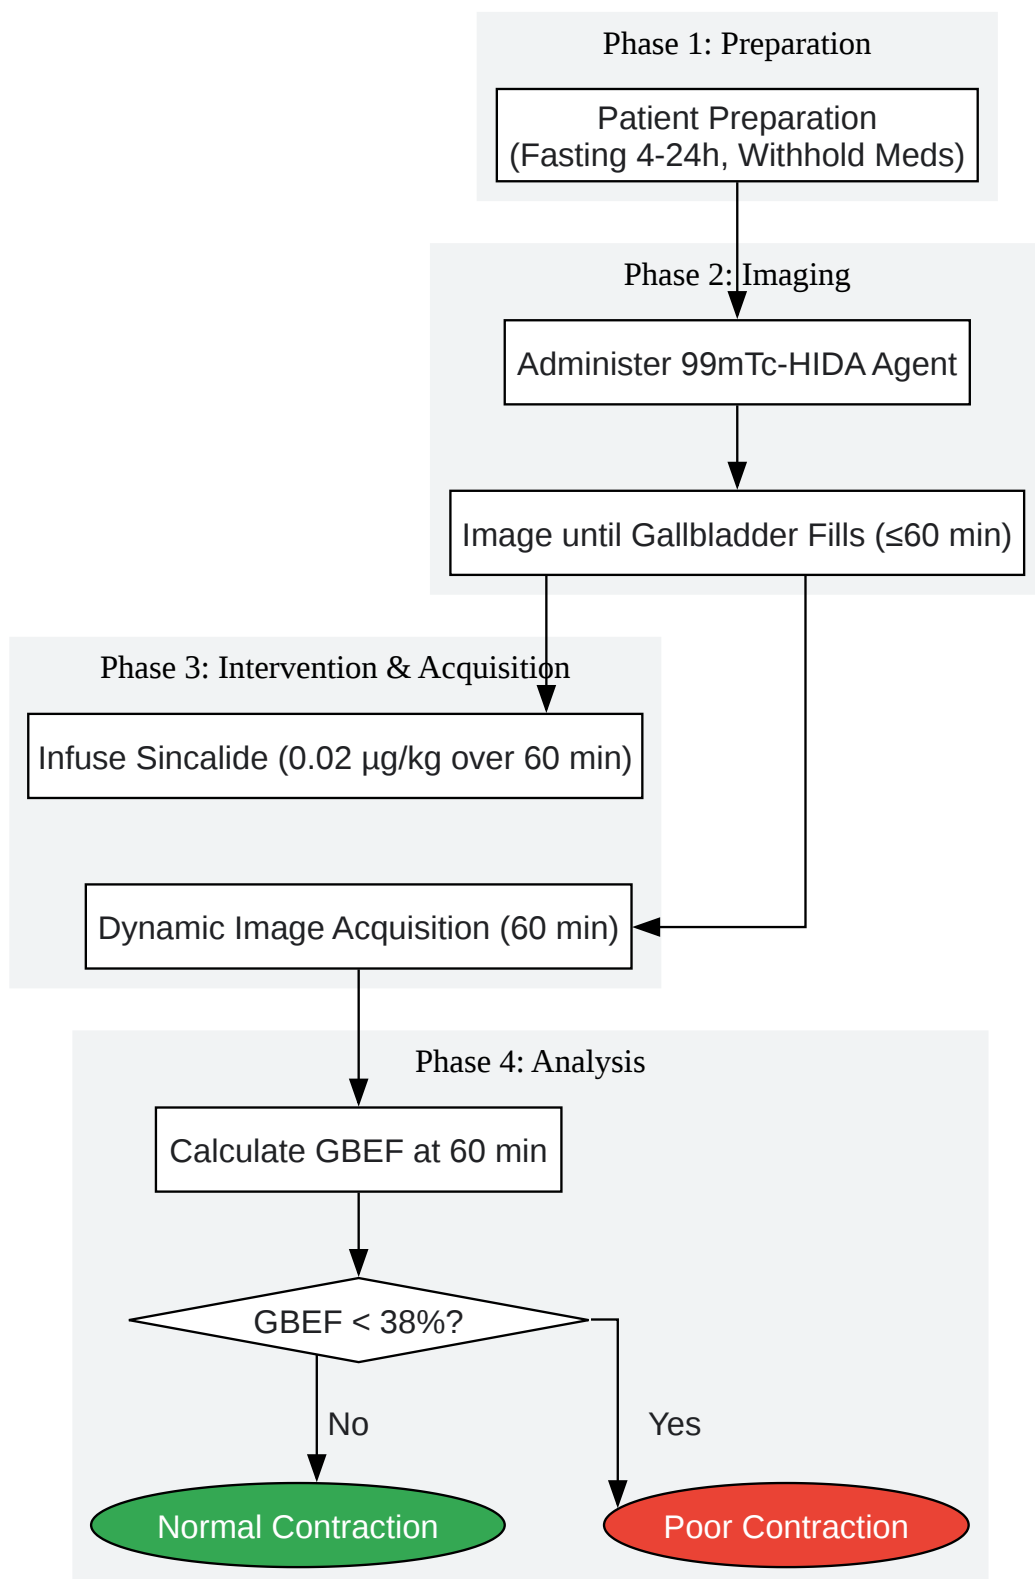 Phase 1: Preparation
Patient Preparation
(Fasting 4-24h, Withhold Meds)
Phase 2: Imaging
Administer 99mTc-HIDA Agent
Image until Gallbladder Fills (≤60 min)
Phase 3: Intervention & Acquisition
Infuse Sincalide (0.02 µg/kg over 60 min)
Dynamic Image Acquisition (60 min)
Phase 4: Analysis
Calculate GBEF at 60 min
GBEF < 38%?
No
Yes
Normal Contraction
Poor Contraction